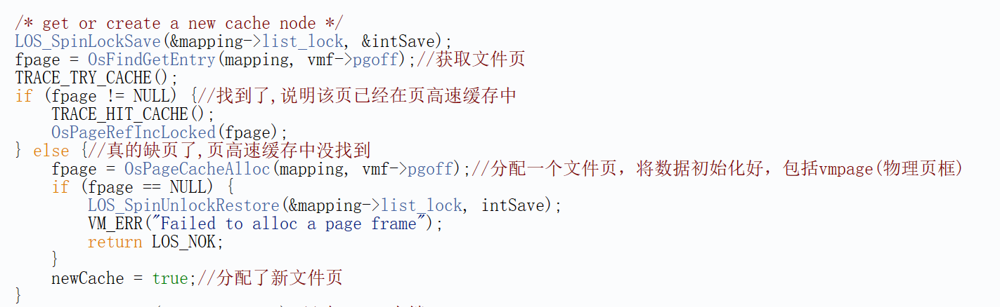 /* get or create a new cache node */
LOS_SpinLockSave(&mapping->list_lock, &intSave);
fpage = OsFindGetEntry(mapping, vmf->pgoff);//获取文件页
TRACE_TRY_CACHE();
if (fpage != NULL) {//找到了,说明该页已经在页高速缓存中
    TRACE_HIT_CACHE();
    OsPageRefIncLocked(fpage);
} else {//真的缺页了,页高速缓存中没找到
    fpage = OsPageCacheAlloc(mapping, vmf->pgoff);//分配一个文件页，将数据初始化好，包括vmpage(物理页框)
    if (fpage == NULL) {
        LOS_SpinUnlockRestore(&mapping->list_lock, intSave);
        VM_ERR("Failed to alloc a page frame");
        return LOS_NOK;
    }
    newCache = true;//分配了新文件页
}